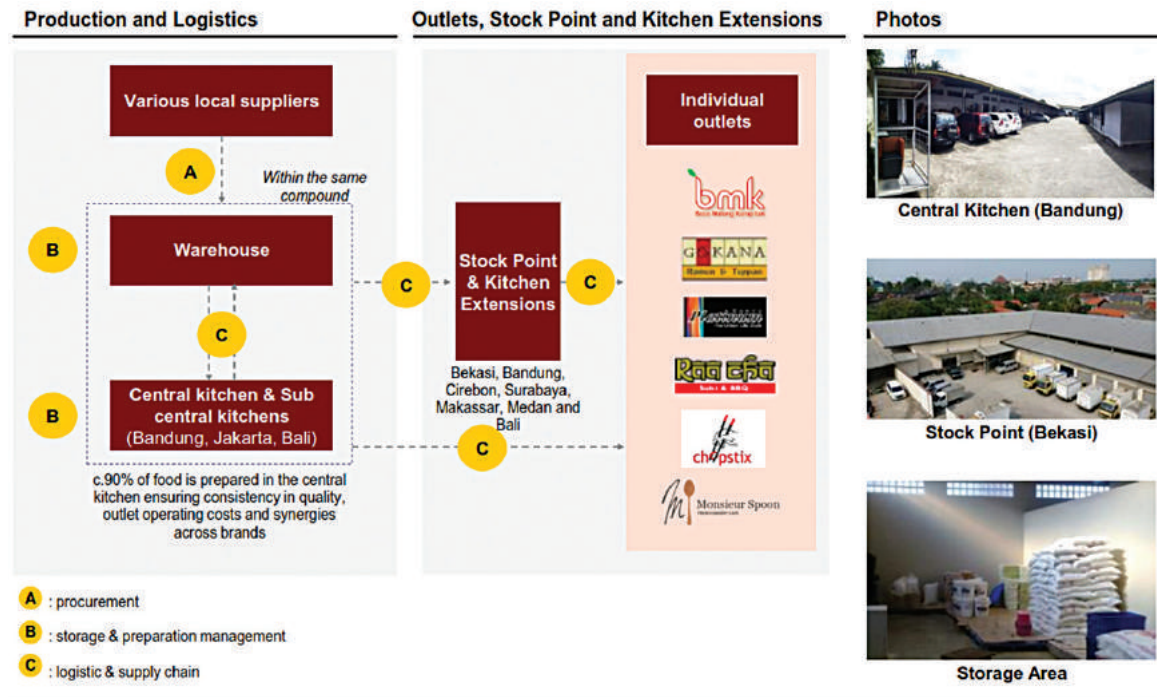 Production and Logistics
Various local suppliers
A
Within the same
compound
B
Warehouse
C
B
Central kitchen & Sub
central kitchens
(Bandung, Jakarta, Bali)
c.90% of food is prepared in the central
kitchen ensuring consistency in quality,
outlet operating costs and synergies
across brands
Outlets, Stock Point and Kitchen Extensions
C
Stock Point
& Kitchen
Extensions
C
Bekasi, Bandung,
Cirebon, Surabaya,
Makassar, Medan and
Bali
C
Individual
outlets
bmk
GOKANA
Ramen & Teppan
Platinum
Raa cha
Suki & BBQ
chopstix
Monsieur Spoon
Photos
Central Kitchen (Bandung)
Stock Point (Bekasi)
Storage Area
A : procurement
B : storage & preparation management
C : logistic & supply chain